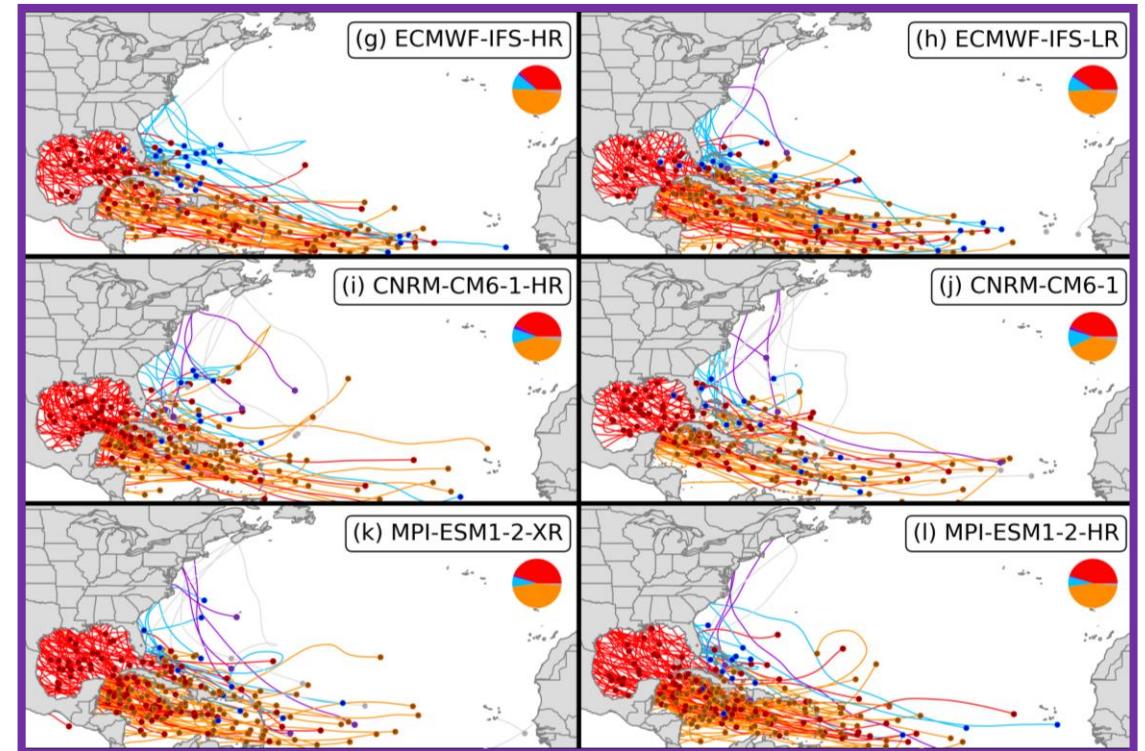 (g) ECMWF-IFS-HR
(h) ECMWF-IFS-LR
(i) CNRM-CM6-1-HR
(j) CNRM-CM6-1
(k) MPI-ESM1-2-XR
(l) MPI-ESM1-2-HR